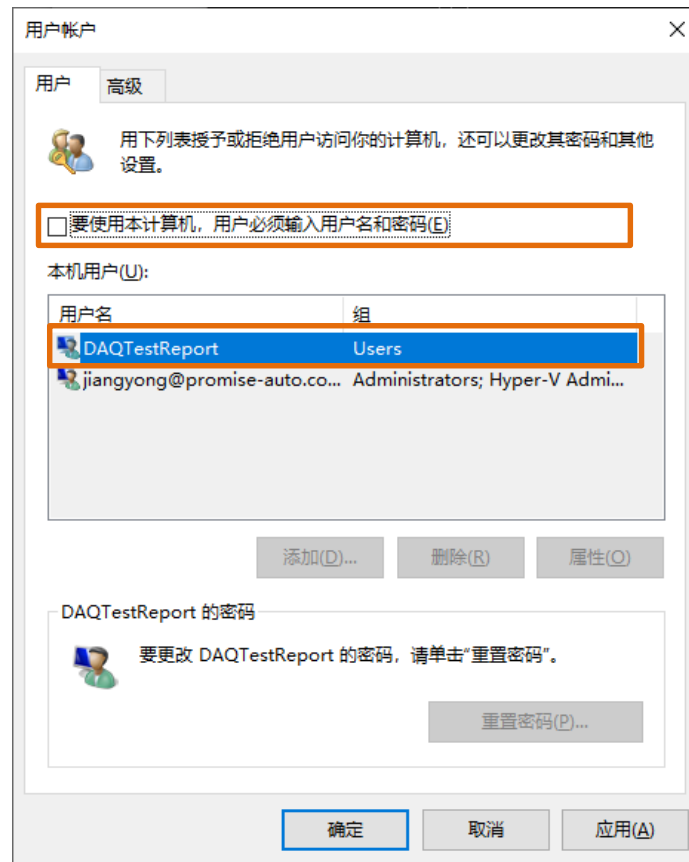 用户帐户
用户
高级
用下列表授予或拒绝用户访问你的计算机，还可以更改其密码和其他
设置。
要使用本计算机，用户必须输入用户名和密码(E)
本机用户(U):
用户名 组
DAQTestReport Users
jiangyong@promise-auto.co... Administrators; Hyper-V Admi...
添加(D)... 删除(R) 属性(O)
DAQTestReport 的密码
要更改 DAQTestReport 的密码，请单击“重置密码”。
重置密码(P)...
确定 取消 应用(A)